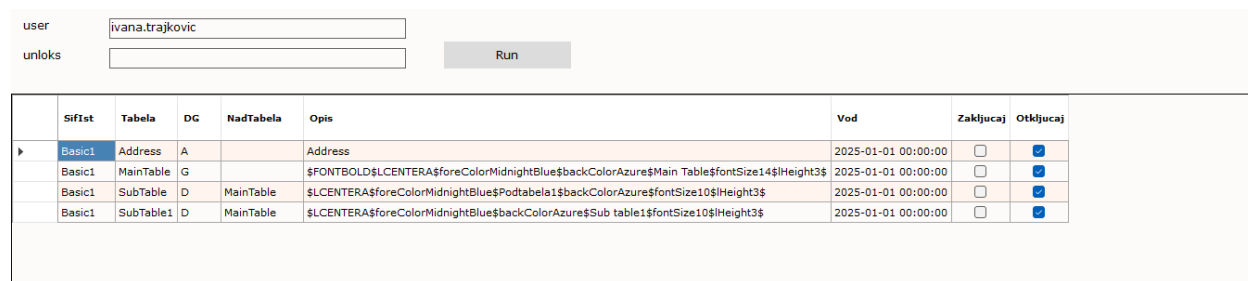 user ivana.trajkovic
unloks Run
SifIst Tabela DG NadTabela Opis Vod Zakljucaj Otkljucaj
Basic1 Address A Address 2025-01-01 00:00:00
Basic1 MainTable G $FONTBOLD$LCENTERA$foreColorMidnightBlue$backColorAzure$Main Table$fontSize14$lHeight3$ 2025-01-01 00:00:00
Basic1 SubTable D MainTable $LCENTERA$foreColorMidnightBlue$Podtabela1$backColorAzure$fontSize10$lHeight3$ 2025-01-01 00:00:00
Basic1 SubTable1 D MainTable $LCENTERA$foreColorMidnightBlue$backColorAzure$Sub table1$fontSize10$lHeight3$ 2025-01-01 00:00:00